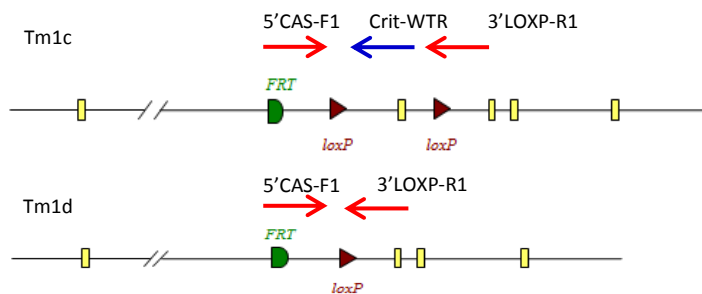 5'CAS-F1 Crit-WTR 3'LOXP-R1
Tm1c
FRT
loxP loxP
5'CAS-F1 3'LOXP-R1
Tm1d
FRT
loxP